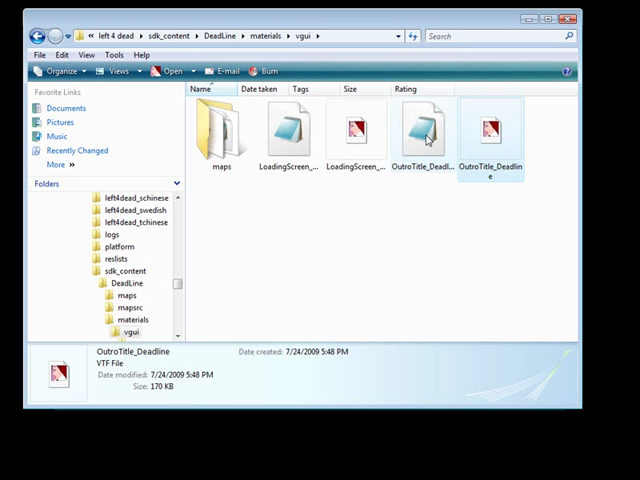 « left 4 dead › sdk_content › DeadLine › materials › vgui ›
Search
File Edit View Tools Help
Organize Views Open E-mail Burn
Favorite Links
Documents
Pictures
Music
Recently Changed
More »
Folders
left4dead_schinese
left4dead_swedish
left4dead_tchinese
logs
platform
reslists
sdk_content
DeadLine
maps
mapsrc
materials
vgui
Name Date taken Tags Size Rating
maps
LoadingScreen_...
LoadingScreen_...
OutroTitle_Deadl...
OutroTitle_Deadlin
e
OutroTitle_Deadline
VTF File
Date modified: 7/24/2009 5:48 PM
Size: 170 KB
Date created: 7/24/2009 5:48 PM